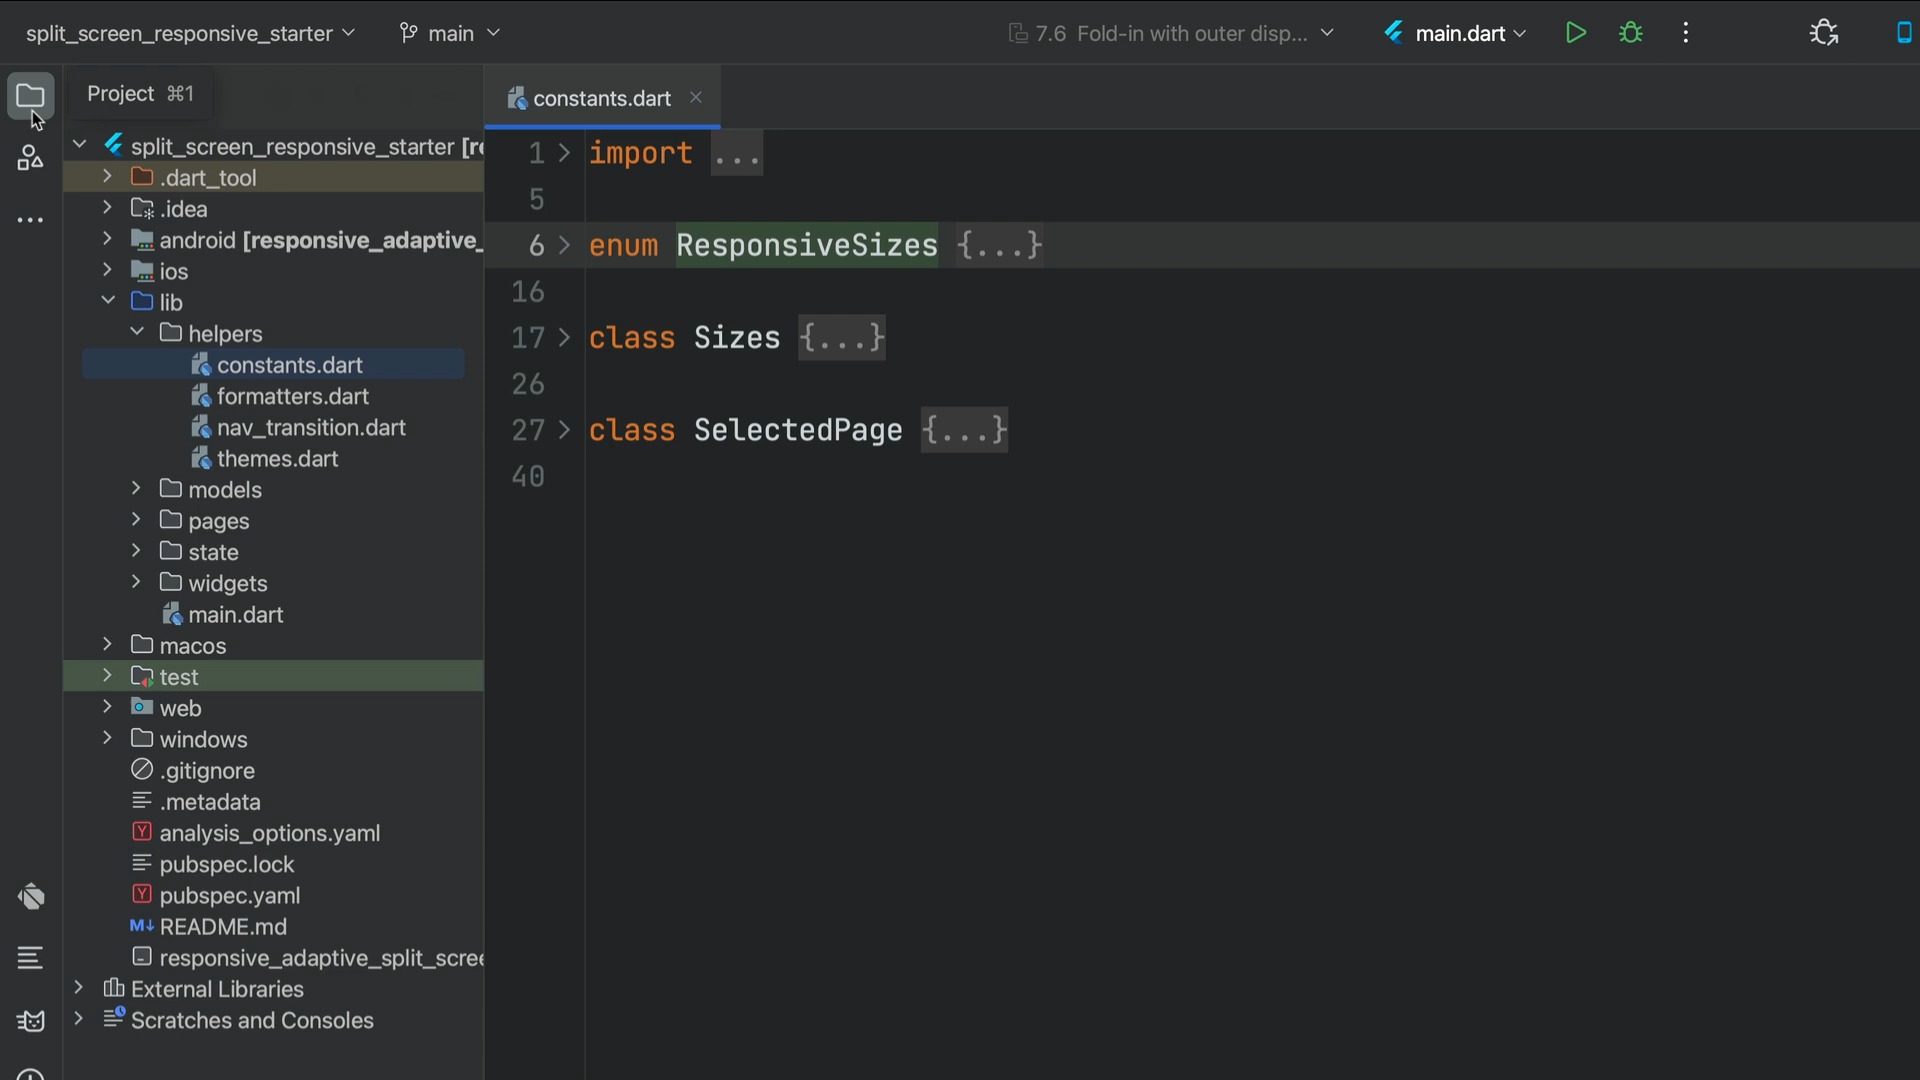 split_screen_responsive_starter
main
7.6 Fold-in with outer disp...
main.dart
Project ⌘1
constants.dart
split_screen_responsive_starter [re
.dart_tool
.idea
android [responsive_adaptive_
ios
lib
helpers
constants.dart
formatters.dart
nav_transition.dart
themes.dart
models
pages
state
widgets
main.dart
macos
test
web
windows
.gitignore
.metadata
analysis_options.yaml
pubspec.lock
pubspec.yaml
README.md
responsive_adaptive_split_scree
External Libraries
Scratches and Consoles
1 import ...
5
6 enum ResponsiveSizes {...}
16
17 class Sizes {...}
26
27 class SelectedPage {...}
40